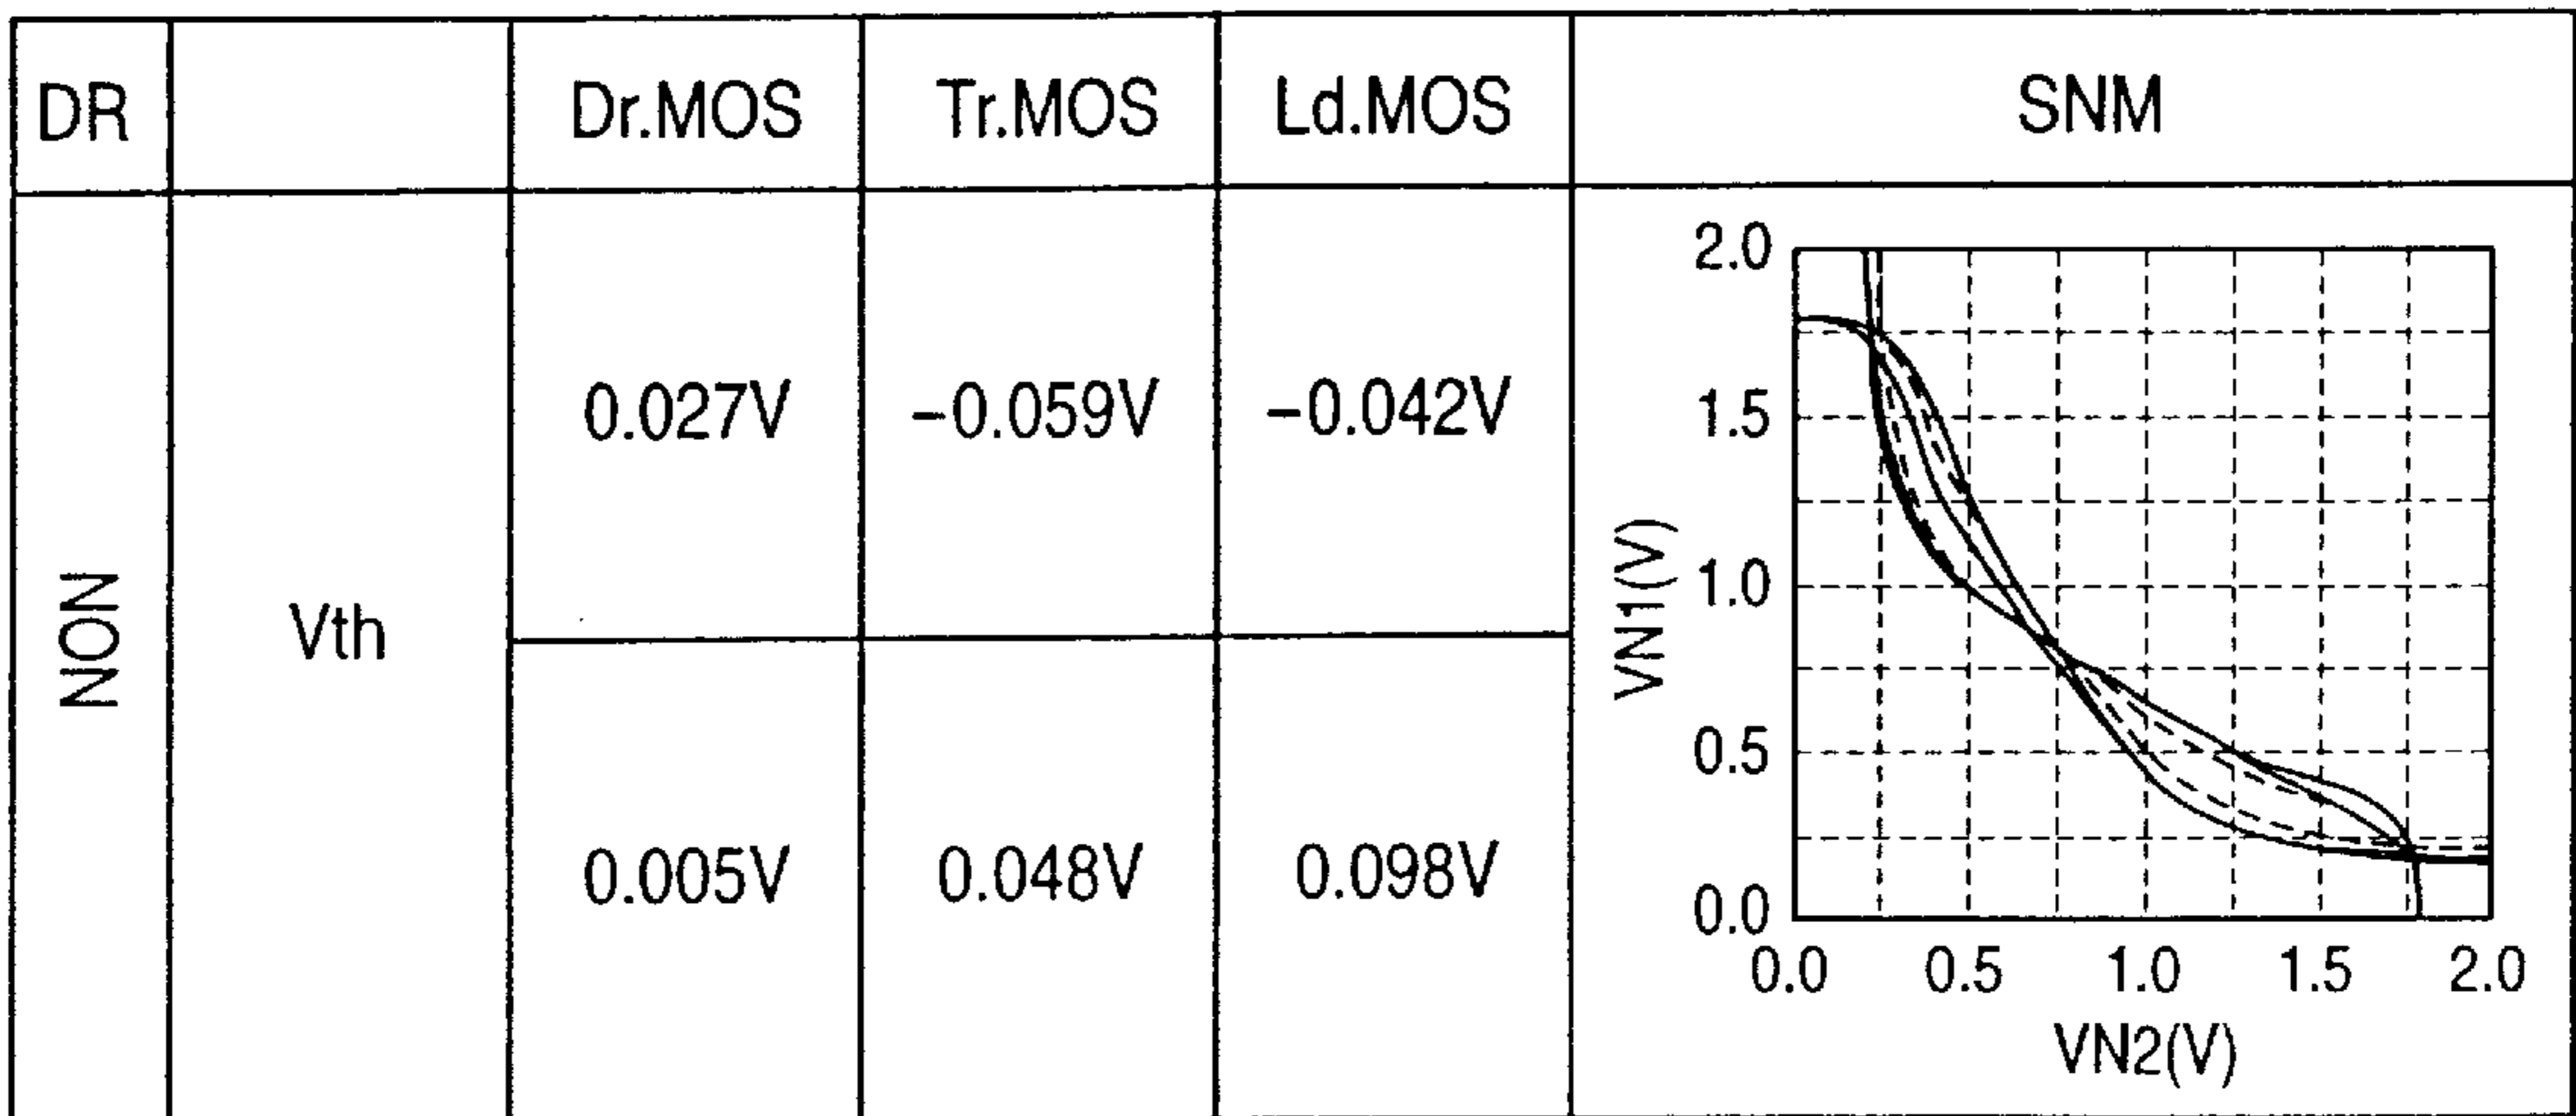 DR Dr.MOS Tr.MOS Ld.MOS SNM
NON
Vth
0.027V −0.059V −0.042V
0.005V 0.048V 0.098V
VN1(V)
2.0
1.5
1.0
0.5
0.0
0.0 0.5 1.0 1.5 2.0
VN2(V)